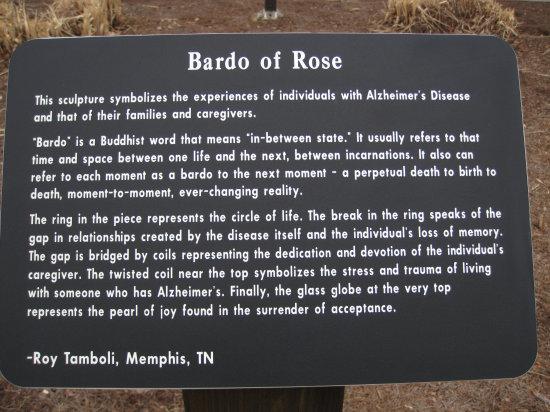 Bardo of Rose
This sculpture symbolizes the experiences of individuals with Alzheimer's Disease
and that of their families and caregivers.
"Bardo" is a Buddhist word that means "in-between state." It usually refers to that
time and space between one life and the next, between incarnations. It also can
refer to each moment as a bardo to the next moment - a perpetual death to birth to
death, moment-to-moment, ever-changing reality.
The ring in the piece represents the circle of life. The break in the ring speaks of the
gap in relationships created by the disease itself and the individual's loss of memory.
The gap is bridged by coils representing the dedication and devotion of the individual's
caregiver. The twisted coil near the top symbolizes the stress and trauma of living
with someone who has Alzheimer's. Finally, the glass globe at the very top
represents the pearl of joy found in the surrender of acceptance.
-Roy Tamboli, Memphis, TN